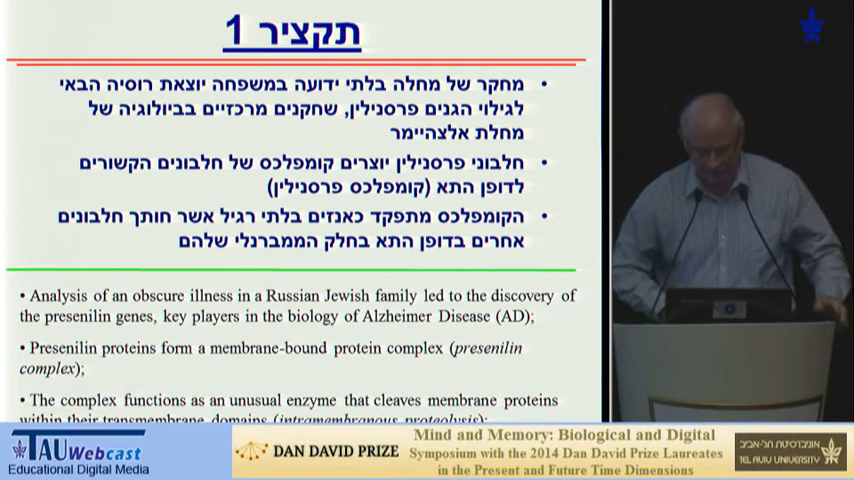 תקציר 1
• מחקר של מחלה בלתי ידועה במשפחה יוצאת רוסיה הבאי
לגילוי הגנים פרסנילין, שחקנים מרכזיים בביולוגיה של
מחלת אלצהיימר
• חלבוני פרסנילין יוצרים קומפלכס של חלבונים הקשורים
לדופן התא (קומפלכס פרסנילין)
• הקומפלכס מתפקד כאנזים בלתי רגיל אשר חותך חלבונים
אחרים בדופן התא בחלק הממברנלי שלהם
• Analysis of an obscure illness in a Russian Jewish family led to the discovery of
the presenilin genes, key players in the biology of Alzheimer Disease (AD);
• Presenilin proteins form a membrane-bound protein complex (presenilin
complex);
• The complex functions as an unusual enzyme that cleaves membrane proteins
within their transmembrane domains (intramembranous proteolysis);
TAU Webcast
Educational Digital Media
DAN DAVID PRIZE
Mind and Memory: Biological and Digital
Symposium with the 2014 Dan David Prize Laureates
in the Present and Future Time Dimensions
אוניברסיטת תל-אביב
TEL AVIV UNIVERSITY